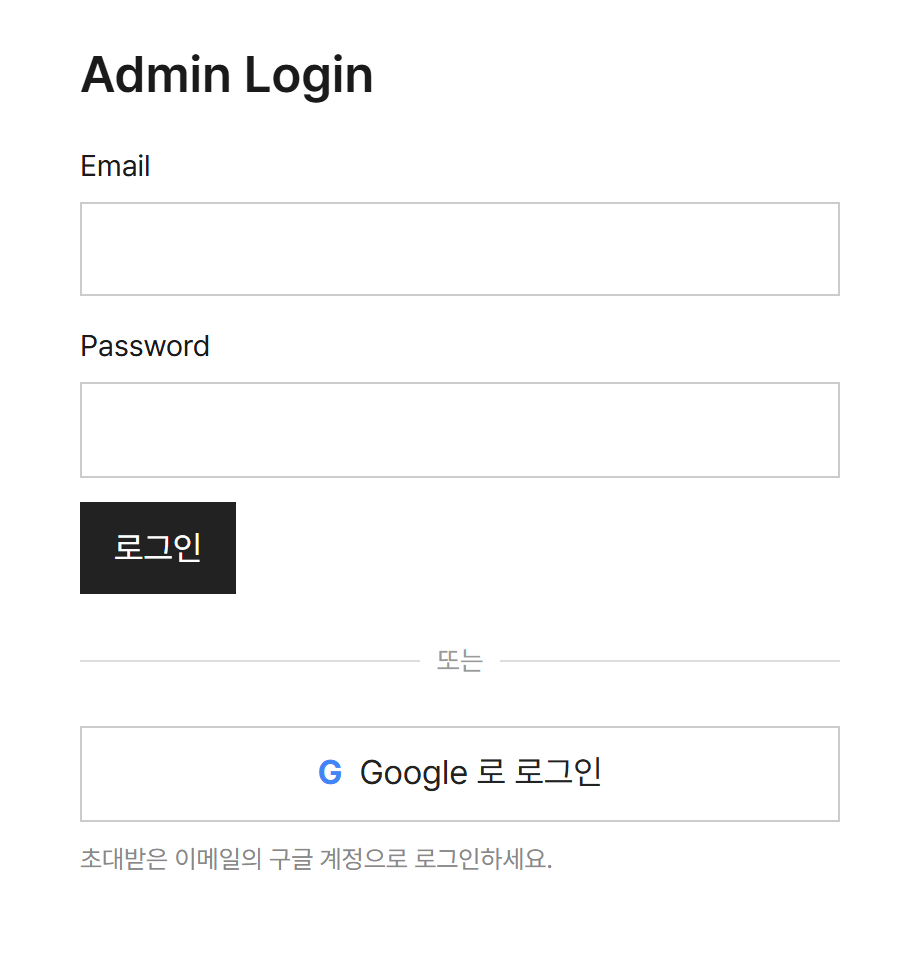 Admin Login
Email
Password
로그인
또는
G Google 로 로그인
초대받은 이메일의 구글 계정으로 로그인하세요.